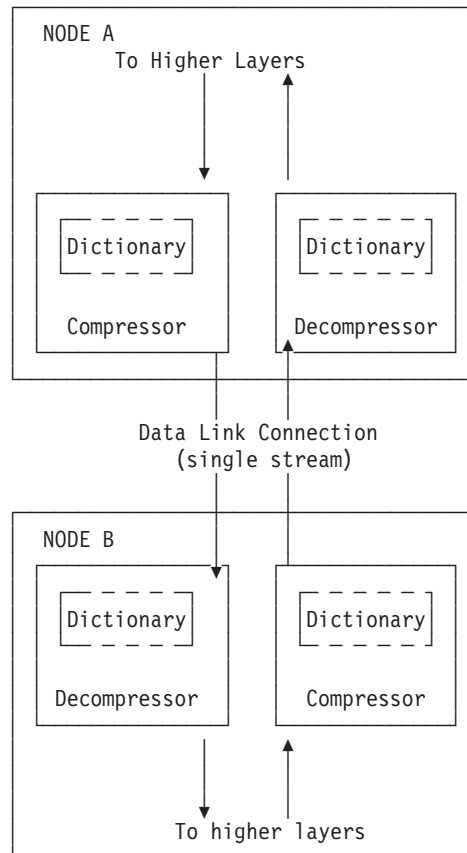 NODE A
To Higher Layers
Dictionary Dictionary
Compressor Decompressor
Data Link Connection
(single stream)
NODE B
Dictionary Dictionary
Decompressor Compressor
To higher layers